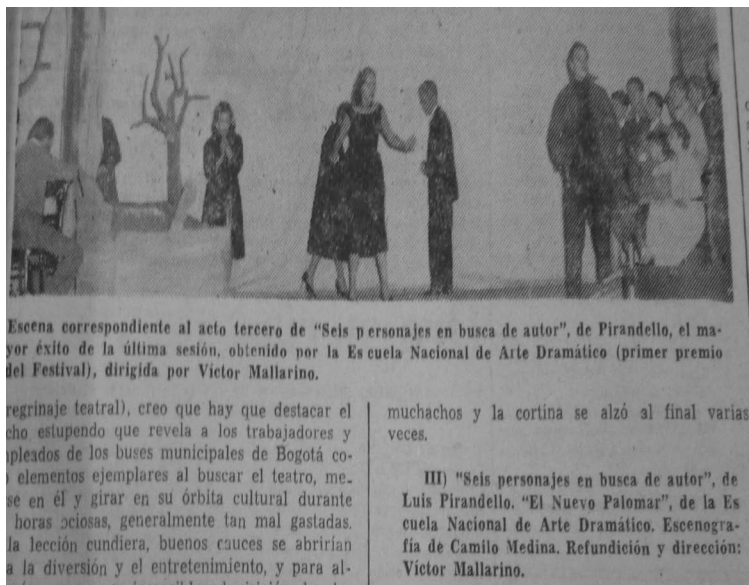 Escena correspondiente al acto tercero de "Seis personajes en busca de autor", de Pirandello, el ma-
yor éxito de la última sesión, obtenido por la Escuela Nacional de Arte Dramático (primer premio
del Festival), dirigida por Víctor Mallarino.
regrinaje teatral), creo que hay que destacar el
cho estupendo que revela a los trabajadores y
mpleados de los buses municipales de Bogotá co-
elementos ejemplares al buscar el teatro, me-
se en él y girar en su órbita cultural durante
horas ociosas, generalmente tan mal gastadas.
la lección cundiera, buenos cauces se abrirían
a la diversión y el entretenimiento, y para al-
muchachos y la cortina se alzó al final varias
veces.
III) "Seis personajes en busca de autor", de
Luis Pirandello. "El Nuevo Palomar", de la Es
cuela Nacional de Arte Dramático. Escenogra-
fía de Camilo Medina. Refundición y dirección:
Víctor Mallarino.